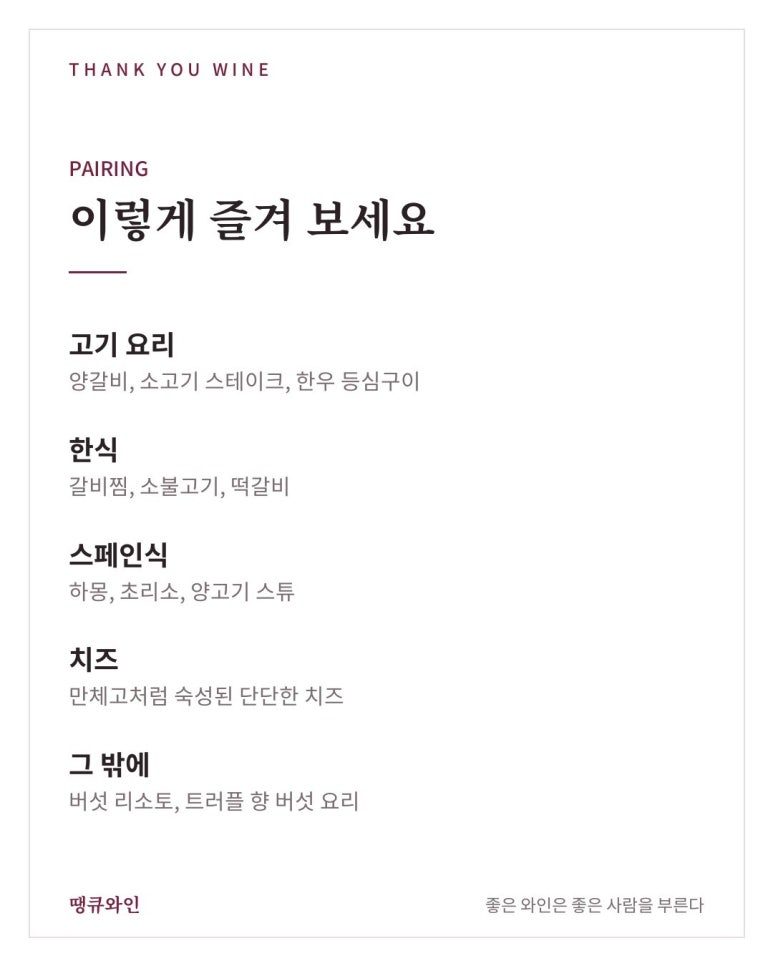 THANK YOU WINE
PAIRING
이렇게 즐겨 보세요
고기 요리
양갈비, 소고기 스테이크, 한우 등심구이
한식
갈비찜, 소불고기, 떡갈비
스페인식
하몽, 초리소, 양고기 스튜
치즈
만체고처럼 숙성된 단단한 치즈
그 밖에
버섯 리소토, 트러플 향 버섯 요리
땡큐와인
좋은 와인은 좋은 사람을 부른다